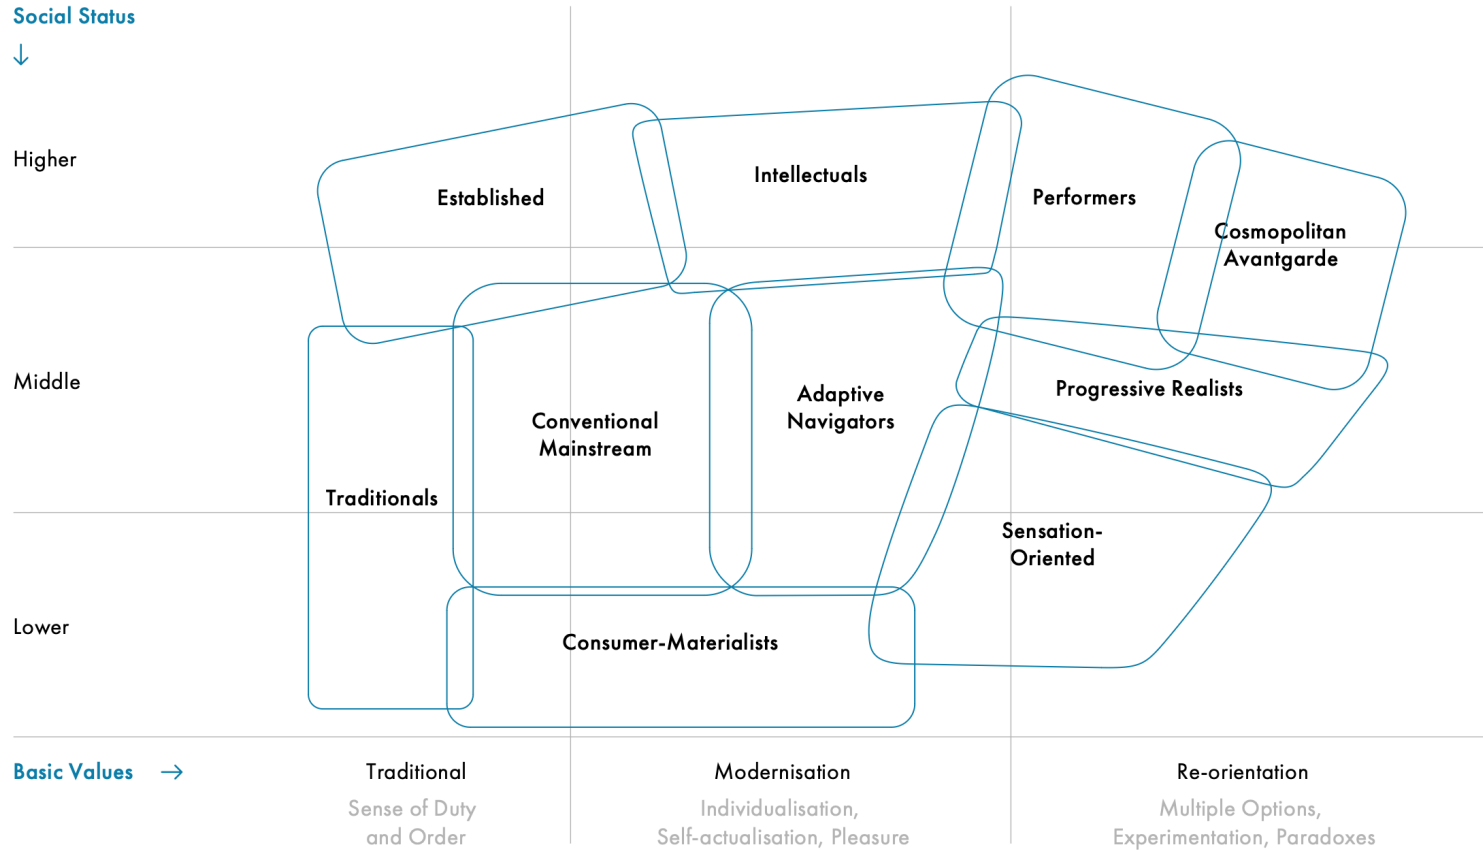 Social Status
↓
Higher
Established
Intellectuals
Performers
Cosmopolitan
Avantgarde
Middle
Conventional
Mainstream
Adaptive
Navigators
Progressive Realists
Traditionals
Sensation-
Oriented
Lower
Consumer-Materialists
Basic Values →
Traditional
Modernisation
Re-orientation
Sense of Duty
and Order
Individualisation,
Self-actualisation, Pleasure
Multiple Options,
Experimentation, Paradoxes